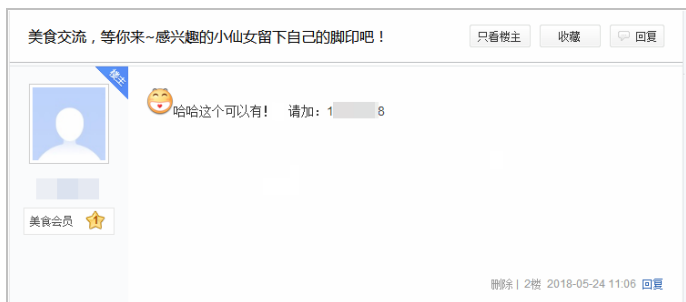 美食交流，等你来~感兴趣的小仙女留下自己的脚印吧！
只看楼主 收藏 回复
楼主
哈哈这个可以有！ 请加：1 8
美食会员 1
删除 | 2楼 2018-05-24 11:06 回复